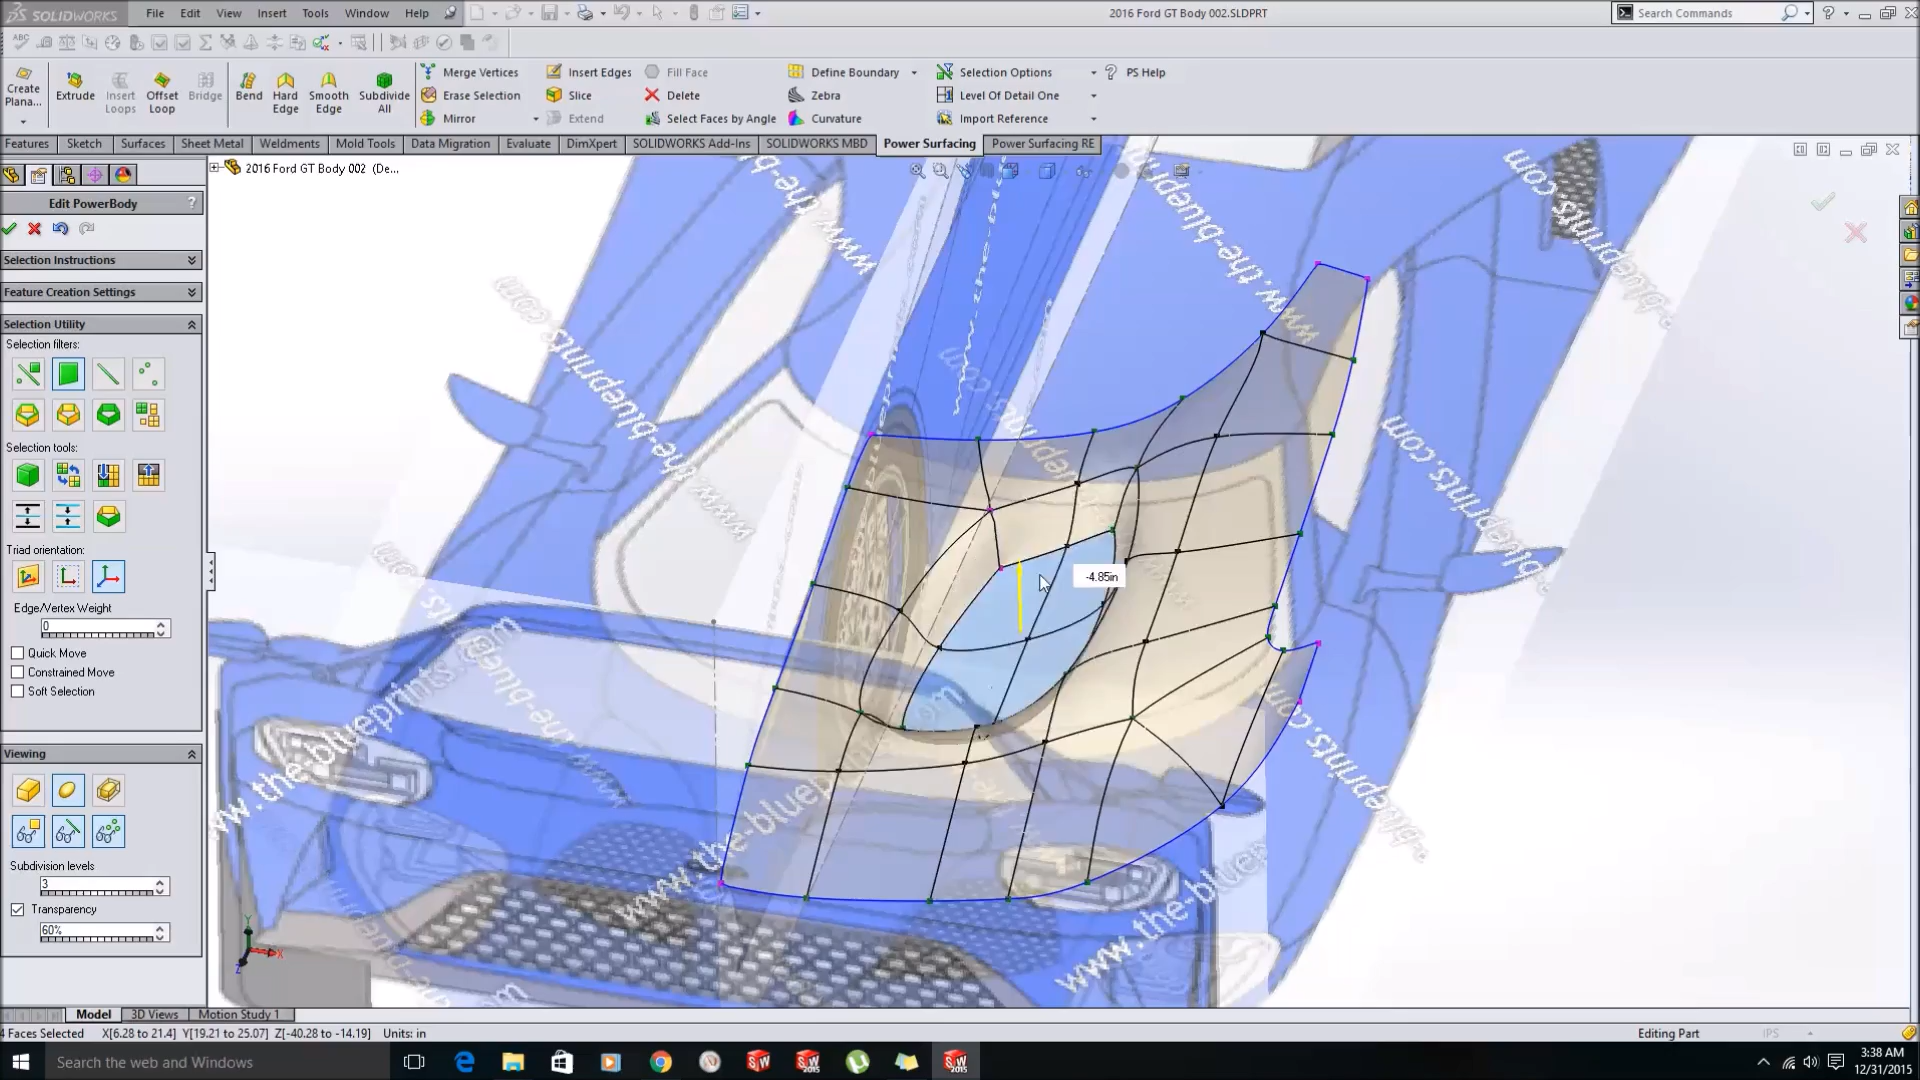 SOLIDWORKS File Edit View Insert Tools Window Help 2016 Ford GT Body 002.SLDPRT Search Commands
Create Plana... Extrude Insert Loops Offset Loop Bridge Bend Hard Edge Smooth Edge Subdivide All
Merge Vertices Insert Edges Fill Face Define Boundary Selection Options PS Help
Erase Selection Slice Delete Zebra Level Of Detail One
Mirror Extend Select Faces by Angle Curvature Import Reference
Features Sketch Surfaces Sheet Metal Weldments Mold Tools Data Migration Evaluate DimXpert SOLIDWORKS Add-Ins SOLIDWORKS MBD Power Surfacing Power Surfacing RE
2016 Ford GT Body 002 (De...
Edit PowerBody ?
Selection Instructions
Feature Creation Settings
Selection Utility
Selection filters:
Selection tools:
Triad orientation:
Edge/Vertex Weight
0
Quick Move
Constrained Move
Soft Selection
Viewing
Subdivision levels
3
Transparency
60%
-4.85in
www.the-blueprints.com
www.the-blueprints.com
Y
X
Z
Model 3D Views Motion Study 1
4 Faces Selected X[6.28 to 21.4] Y[19.21 to 25.07] Z[-40.28 to -14.19] Units: in Editing Part IPS
Search the web and Windows
3:38 AM
12/31/2015